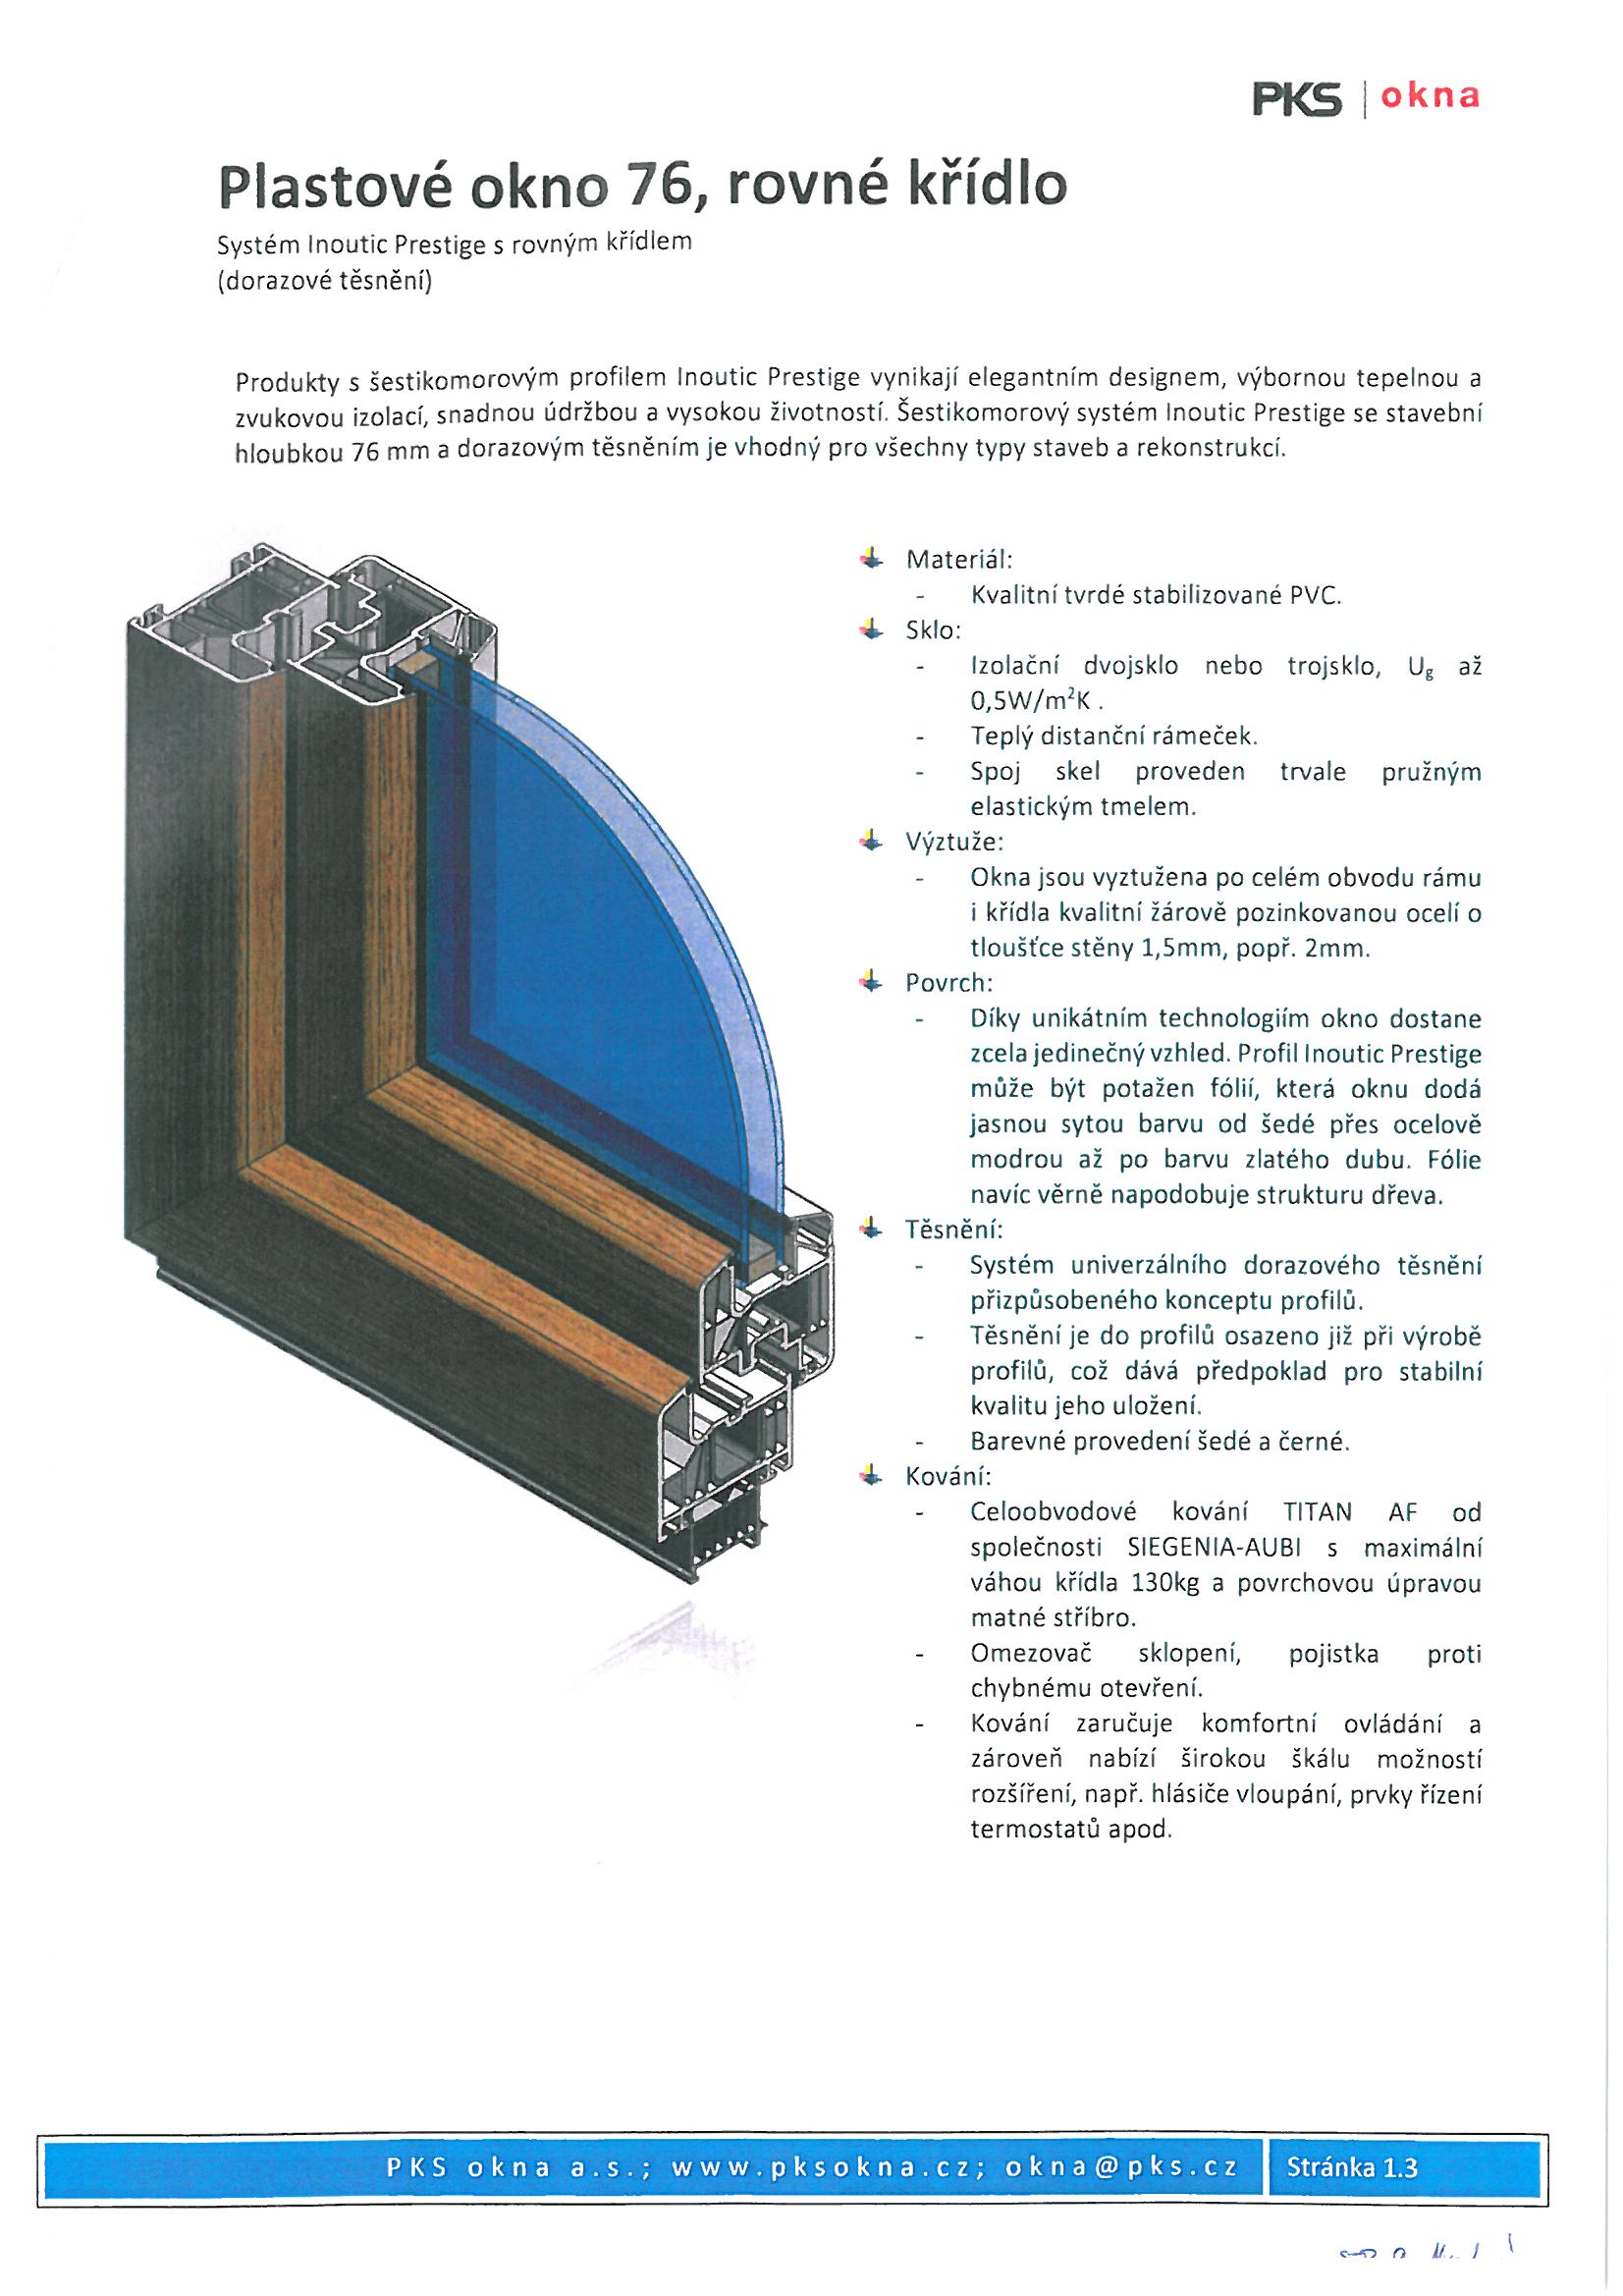 PKS | okna
Plastové okno 76, rovné křídlo
Systém Inoutic Prestige s rovným křídlem
(dorazové těsnění)
Produkty s šestikomorovým profilem Inoutic Prestige vynikají elegantním designem, výbornou tepelnou a
zvukovou izolací, snadnou údržbou a vysokou životností. Šestikomorový systém Inoutic Prestige se stavební
hloubkou 76 mm a dorazovým těsněním je vhodný pro všechny typy staveb a rekonstrukcí.
Materiál:
- Kvalitní tvrdé stabilizované PVC.
Sklo:
- Izolační dvojsklo nebo trojsklo, Ug až
0,5W/m²K .
- Teplý distanční rámeček.
- Spoj skel proveden trvale pružným
elastickým tmelem.
Výztuže:
- Okna jsou vyztužena po celém obvodu rámu
i křídla kvalitní žárově pozinkovanou ocelí o
tloušťce stěny 1,5mm, popř. 2mm.
Povrch:
- Díky unikátním technologiím okno dostane
zcela jedinečný vzhled. Profil Inoutic Prestige
může být potažen fólií, která oknu dodá
jasnou sytou barvu od šedé přes ocelově
modrou až po barvu zlatého dubu. Fólie
navíc věrně napodobuje strukturu dřeva.
Těsnění:
- Systém univerzálního dorazového těsnění
přizpůsobeného konceptu profilů.
- Těsnění je do profilů osazeno již při výrobě
profilů, což dává předpoklad pro stabilní
kvalitu jeho uložení.
- Barevné provedení šedé a černé.
Kování:
- Celoobvodové kování TITAN AF od
společnosti SIEGENIA-AUBI s maximální
váhou křídla 130kg a povrchovou úpravou
matné stříbro.
- Omezovač sklopení, pojistka proti
chybnému otevření.
- Kování zaručuje komfortní ovládání a
zároveň nabízí širokou škálu možností
rozšíření, např. hlásiče vloupání, prvky řízení
termostatů apod.
PKS okna a.s.; www.pksokna.cz; okna@pks.cz
Stránka 1.3